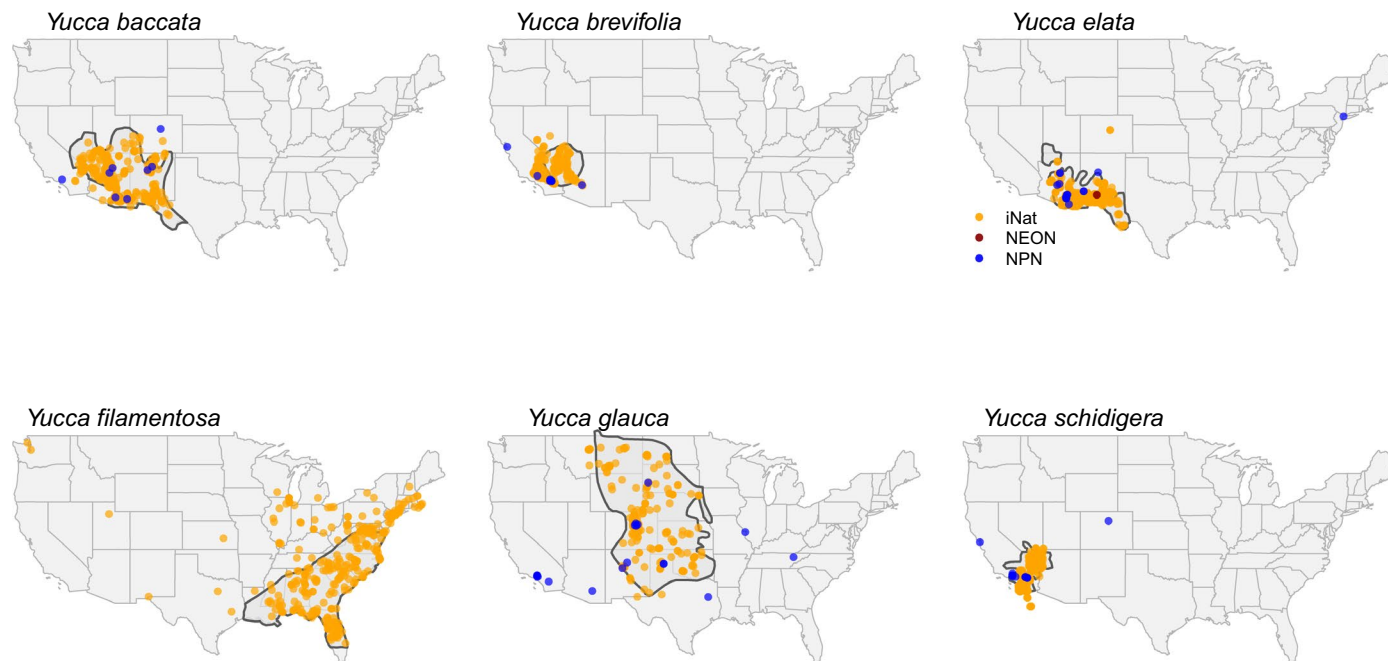 Yucca baccata
Yucca brevifolia
Yucca elata
iNat
NEON
NPN
Yucca filamentosa
Yucca glauca
Yucca schidigera